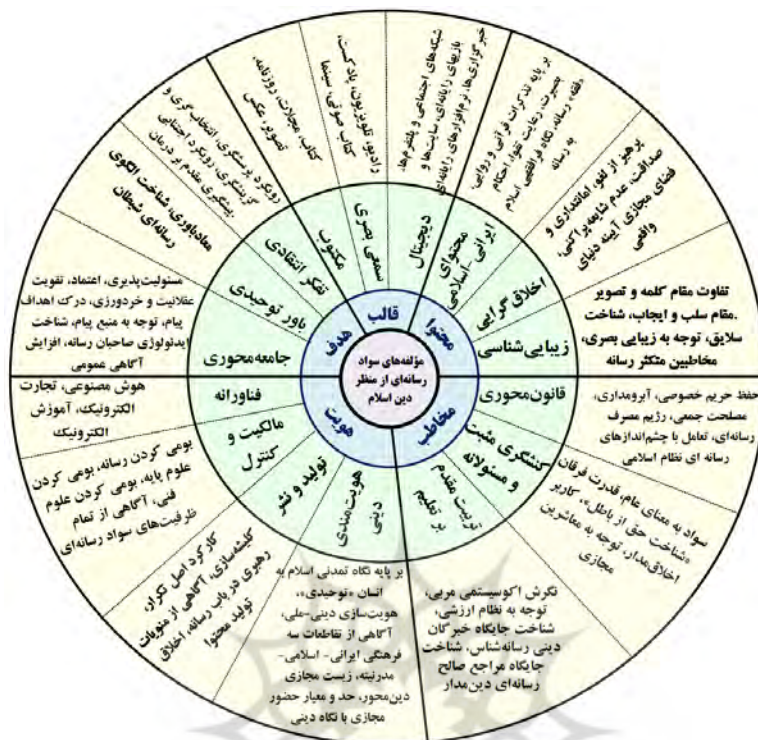 مؤلفه‌های سواد
رسانه‌ای از منظر
دین اسلام
قالب
محتوا
مخاطب
هویت
هدف
مکتوب
سمعی بصری
دیجیتال
محتوای
ایرانی-اسلامی
اخلاق گرایی
زیبایی‌شناسی
قانون‌محوری
کنشگری مثبت
و مسئولانه
تربیت مقدم
بر تعلیم
هویت‌مندی
دینی
تولید و نشر
مالکیت و
کنترل
فناورانه
جامعه‌محوری
باور توحیدی
تفکر انتقادی
کتاب، مجلات، روزنامه،
تصویر، عکس
رادیو، تلویزیون، پادکست،
کتاب صوتی، سینما
خبرگزاری‌ها، نرم‌افزارهای رایانه‌ای
بازیهای رایانه‌ای، سایت‌ها و
شبکه‌های اجتماعی و پلتفرم‌ها.
بر پایه تذکرات قرآنی و روایی،
بصیرت، رعایت تقوا، احکام
فقه رسانه نگاه فرافقهی اسلام
به رسانه
پرهیز از لغو، امانتداری و
صداقت، عدم شایعه‌پراکنی،
فضای مجازی آیینه دنیای
واقعی
تفاوت مقام کلمه و تصویر
.مقام سلب و ایجاب، شناخت
سلایق، توجه به زیبایی بصری،
مخاطبین متکثر رسانه
حفظ حریم خصوصی، آبرومداری،
مصلحت جمعی، رژیم مصرف
رسانه‌ای، تعامل با چشم‌اندازهای
رسانه ای نظام اسلامی
سواد به معنای عام، قدرت فرقان
«شناخت حق از باطل»، کاربر
اخلاق‌مدار، توجه به معاشرین
مجازی
نگرش اکوسیستمی مربی،
توجه به نظام ارزشی،
شناخت جایگاه خبرگان
دینی رسانه‌شناس، شناخت
جایگاه مراجع صالح
رسانه‌ای دین‌مدار
بر پایه نگاه تمدنی اسلام به
انسان «توحیدی»،
هویت‌سازی دینی-ملی،
آگاهی از تقاطعات سه
فرهنگی ایرانی- اسلامی-
مدرنیته، زیست مجازی
دین‌محور، حد و معیار حضور
مجازی با نگاه دینی
کارکرد اصل تکرار،
کلیشه‌سازی، آگاهی از منویات
رهبری در باب رسانه، اخلاق
تولید محتوا
بومی کردن رسانه، بومی کردن
علوم پایه، بومی کردن علوم
فنی، آگاهی از تمام
ظرفیت‌های سواد رسانه‌ای
هوش مصنوعی، تجارت
الکترونیک، آموزش
الکترونیک
مسئولیت‌پذیری، اعتماد، تقویت
عقلانیت و خردورزی، درک اهداف
پیام، توجه به منبع پیام، شناخت
ایدئولوژی صاحبان رسانه، افزایش
آگاهی عمومی
معادباوری، شناخت الگوی
رسانه‌ای شیطان
رویکرد پرسشگری، انتخاب گری و
گزینشگری، رویکرد اجتنابی
پیشگیری مقدم بر درمان